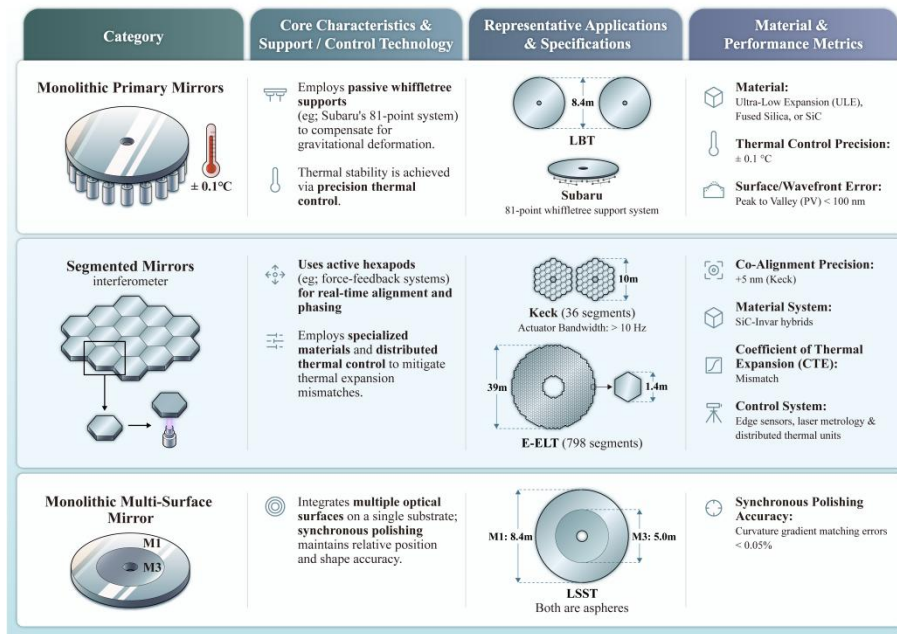 Category
Core Characteristics &
Support / Control Technology
Representative Applications
& Specifications
Material &
Performance Metrics
Monolithic Primary Mirrors
± 0.1°C
Employs passive whiffletree
supports
(eg; Subaru's 81-point system)
to compensate for
gravitational deformation.
Thermal stability is achieved
via precision thermal
control.
8.4m
LBT
Subaru
81-point whiffletree support system
Material:
Ultra-Low Expansion (ULE),
Fused Silica, or SiC
Thermal Control Precision:
± 0.1 °C
Surface/Wavefront Error:
Peak to Valley (PV) < 100 nm
Segmented Mirrors
interferometer
Uses active hexapods
(eg; force-feedback systems)
for real-time alignment and
phasing
Employs specialized
materials and distributed
thermal control to mitigate
thermal expansion
mismatches.
10m
Keck (36 segments)
Actuator Bandwidth: > 10 Hz
39m
1.4m
E-ELT (798 segments)
Co-Alignment Precision:
+5 nm (Keck)
Material System:
SiC-Invar hybrids
Coefficient of Thermal
Expansion (CTE):
Mismatch
Control System:
Edge sensors, laser metrology &
distributed thermal units
Monolithic Multi-Surface
Mirror
M1
M3
Integrates multiple optical
surfaces on a single substrate;
synchronous polishing
maintains relative position
and shape accuracy.
M1: 8.4m
M3: 5.0m
LSST
Both are aspheres
Synchronous Polishing
Accuracy:
Curvature gradient matching errors
< 0.05%